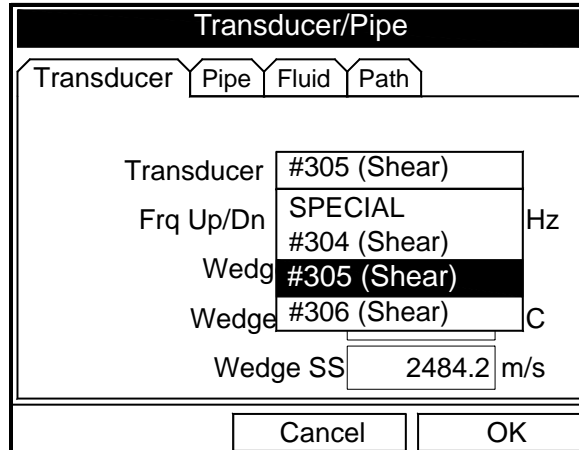 Transducer/Pipe
Transducer Pipe Fluid Path
Transducer #305 (Shear)
SPECIAL
Frq Up/Dn Hz
#304 (Shear)
Wedg #305 (Shear)
Wedge #306 (Shear) C
Wedge SS 2484.2 m/s
Cancel OK